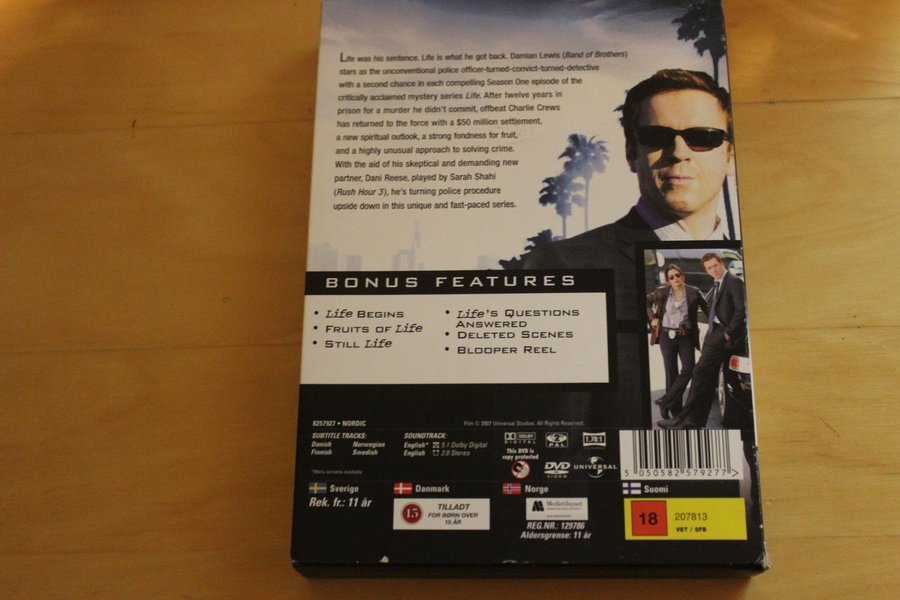 Life was his sentence. Life is what he got back. Damian Lewis (Band of Brothers)
stars as the unconventional police officer-turned-convict-turned-detective
with a second chance in each compelling Season One episode of the
critically acclaimed mystery series Life. After twelve years in
prison for a murder he didn't commit, offbeat Charlie Crews
has returned to the force with a $50 million settlement,
a new spiritual outlook, a strong fondness for fruit,
and a highly unusual approach to solving crime.
With the aid of his skeptical and demanding new
partner, Dani Reese, played by Sarah Shahi
(Rush Hour 3), he's turning police procedure
upside down in this unique and fast-paced series.
BONUS FEATURES
• Life Begins
• Fruits of Life
• Still Life
• Life's Questions
Answered
• Deleted Scenes
• Blooper Reel
8257927 • NORDIC
Film © 2007 Universal Studios. All Rights Reserved.
SUBTITLE TRACKS:
Danish Norwegian
Finnish Swedish
*Menu screens available
SOUNDTRACK:
English* 5.1 Dolby Digital
English 2.0 Stereo
DOLBY
DIGITAL
2
PAL
1.78:1
This DVD is
copy protected
DVD
VIDEO
UNIVERSAL
5 050582 579277 >
Sverige
Rek. fr.: 11 år
Danmark
15
TILLADT
FOR BØRN OVER
15 ÅR
Norge
Medietilsynet
REG.NR.: 129786
Aldersgrense: 11 år
Suomi
18
207813
VET / SFB